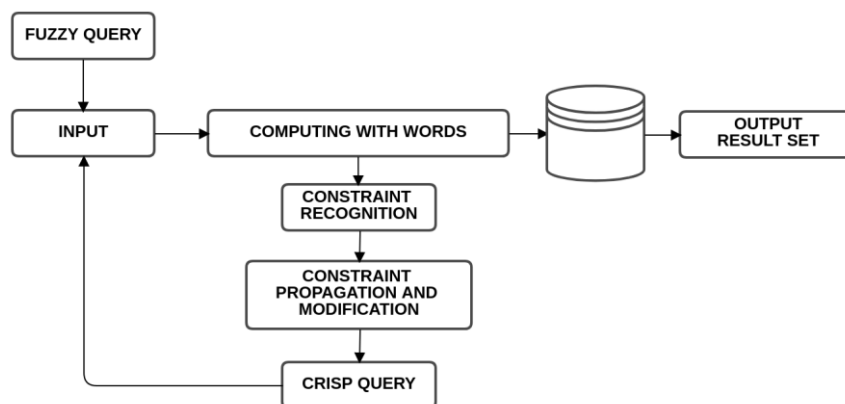 FUZZY QUERY
INPUT
COMPUTING WITH WORDS
OUTPUT
RESULT SET
CONSTRAINT
RECOGNITION
CONSTRAINT
PROPAGATION AND
MODIFICATION
CRISP QUERY